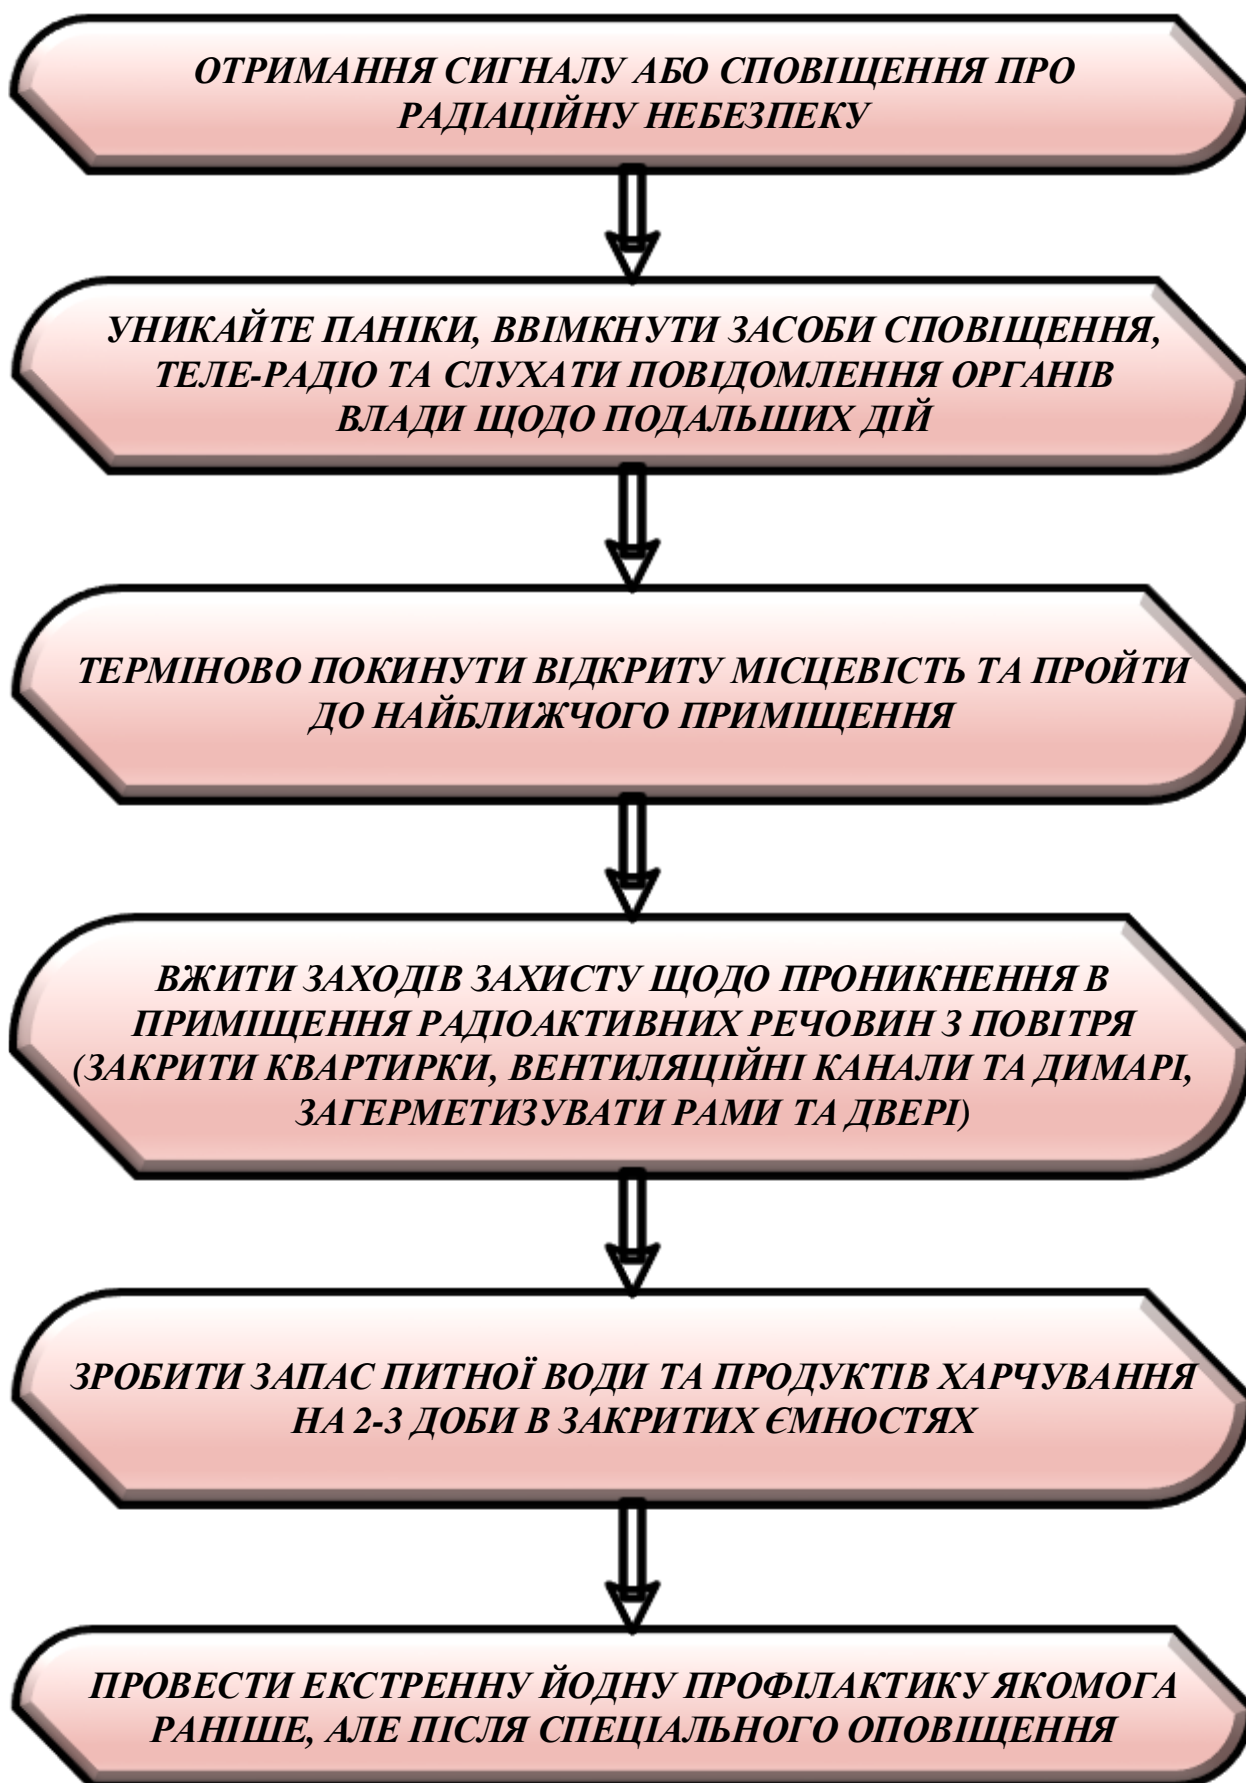 ОТРИМАННЯ СИГНАЛУ АБО СПОВІЩЕННЯ ПРО
РАДІАЦІЙНУ НЕБЕЗПЕКУ
УНИКАЙТЕ ПАНІКИ, ВВІМКНУТИ ЗАСОБИ СПОВІЩЕННЯ,
ТЕЛЕ-РАДІО ТА СЛУХАТИ ПОВІДОМЛЕННЯ ОРГАНІВ
ВЛАДИ ЩОДО ПОДАЛЬШИХ ДІЙ
ТЕРМІНОВО ПОКИНУТИ ВІДКРИТУ МІСЦЕВІСТЬ ТА ПРОЙТИ
ДО НАЙБЛИЖЧОГО ПРИМІЩЕННЯ
ВЖИТИ ЗАХОДІВ ЗАХИСТУ ЩОДО ПРОНИКНЕННЯ В
ПРИМІЩЕННЯ РАДІОАКТИВНИХ РЕЧОВИН З ПОВІТРЯ
(ЗАКРИТИ КВАРТИРКИ, ВЕНТИЛЯЦІЙНІ КАНАЛИ ТА ДИМАРІ,
ЗАГЕРМЕТИЗУВАТИ РАМИ ТА ДВЕРІ)
ЗРОБИТИ ЗАПАС ПИТНОЇ ВОДИ ТА ПРОДУКТІВ ХАРЧУВАННЯ
НА 2-3 ДОБИ В ЗАКРИТИХ ЄМНОСТЯХ
ПРОВЕСТИ ЕКСТРЕННУ ЙОДНУ ПРОФІЛАКТИКУ ЯКОМОГА
РАНІШЕ, АЛЕ ПІСЛЯ СПЕЦІАЛЬНОГО ОПОВІЩЕННЯ